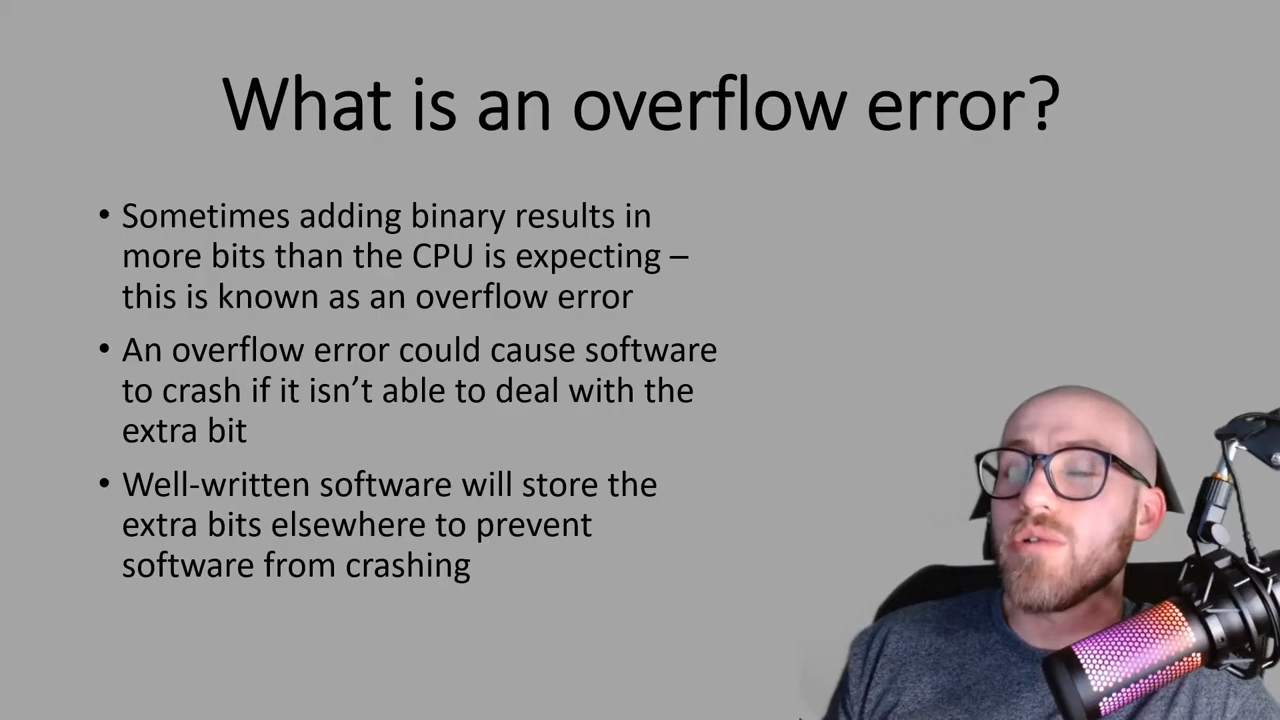 What is an overflow error?
• Sometimes adding binary results in
more bits than the CPU is expecting –
this is known as an overflow error
• An overflow error could cause software
to crash if it isn’t able to deal with the
extra bit
• Well-written software will store the
extra bits elsewhere to prevent
software from crashing